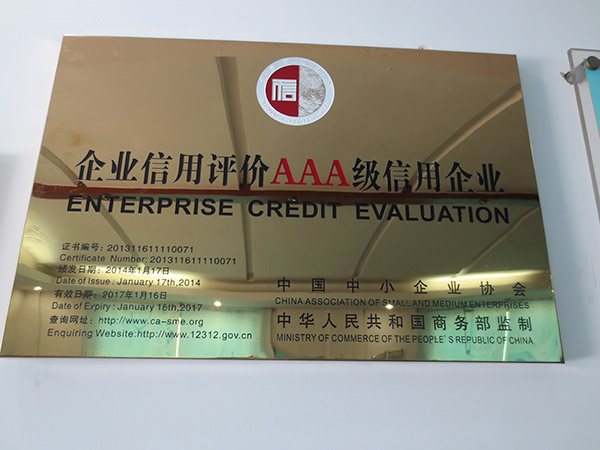 信
企业信用评价AAA级信用企业
ENTERPRISE CREDIT EVALUATION
证书编号：201311611110071
Certificate Number: 201311611110071
颁发日期：2014年1月17日
Date of Issue: January 17th,2014
有效日期：2017年1月16日
Date of Expiry: January 16th,2017
查询网址：http://www.ca-sme.org
Enquiring Website:http://www.12312.gov.cn
中国中小企业协会
CHINA ASSOCIATION OF SMALL AND MEDIUM ENTERPRISES
中华人民共和国商务部监制
MINISTRY OF COMMERCE OF THE PEOPLE'S REPUBLIC OF CHINA